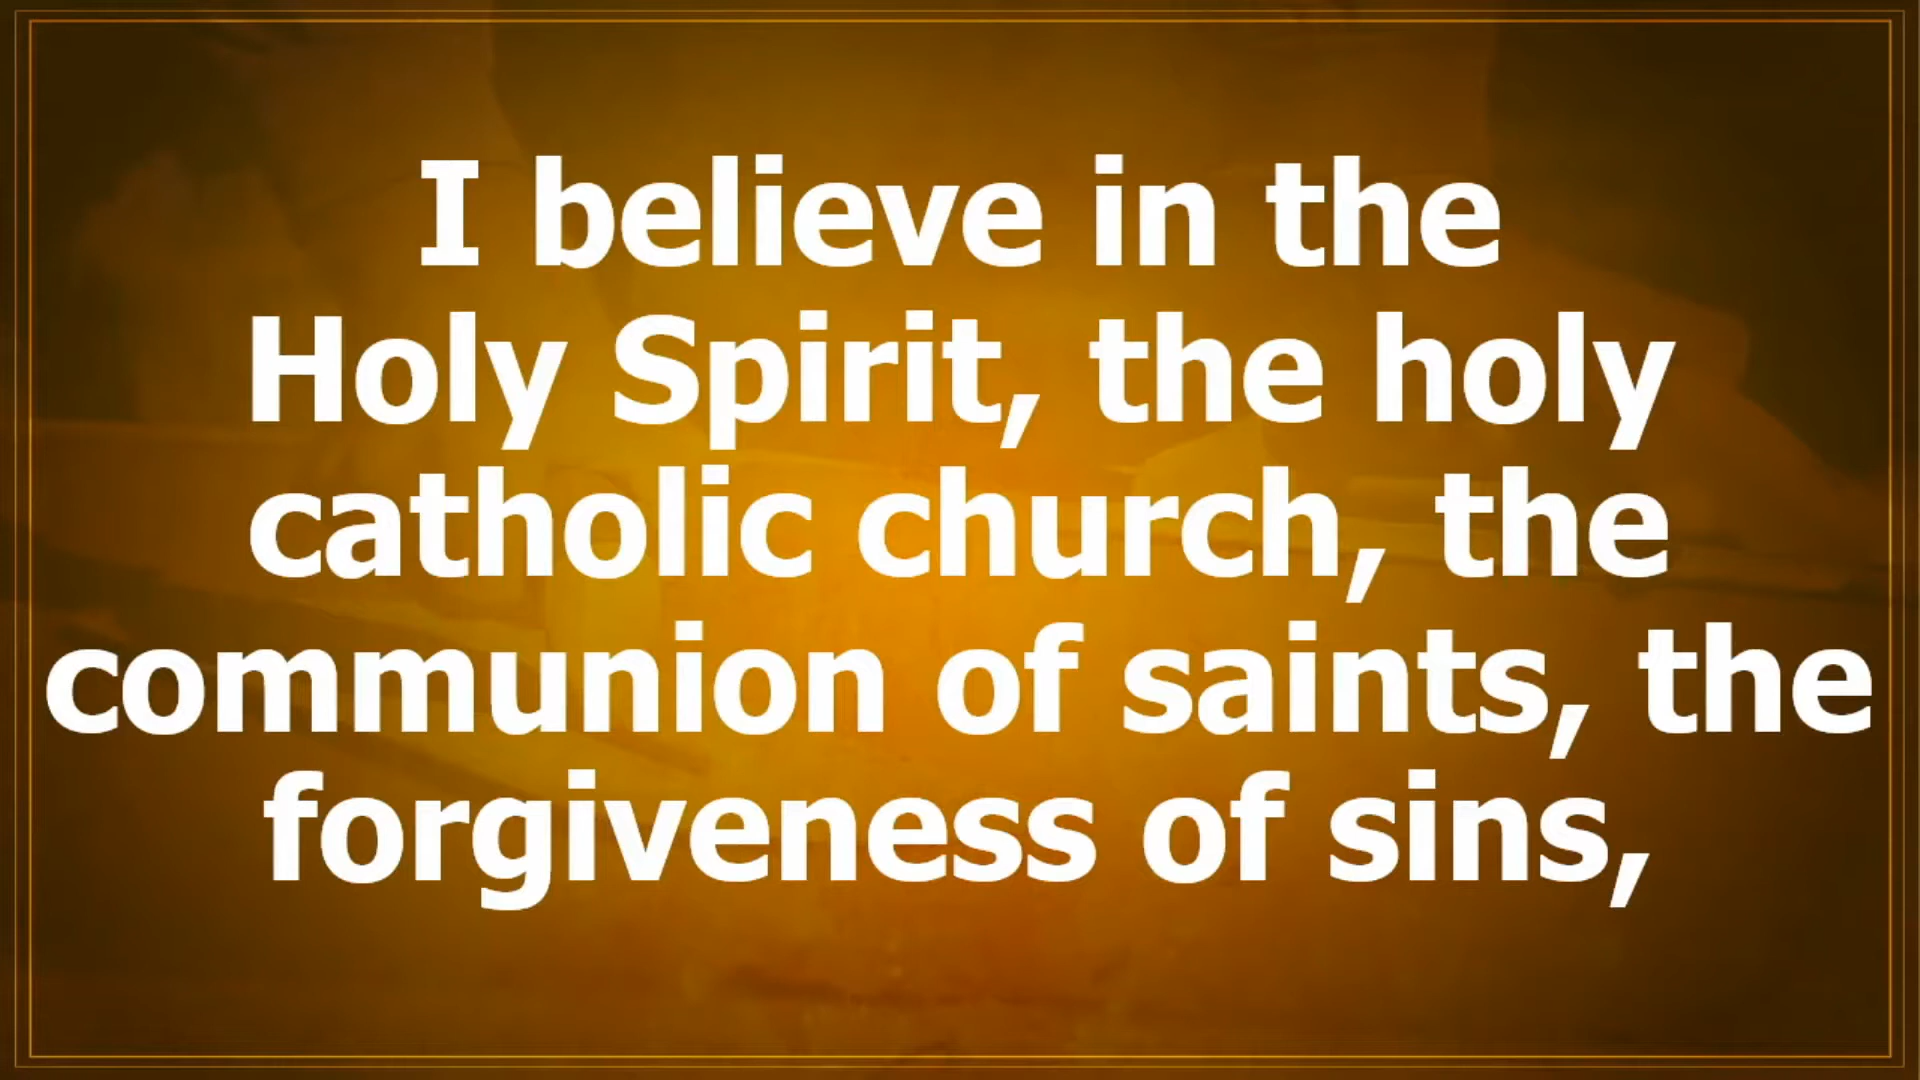 I believe in the
Holy Spirit, the holy
catholic church, the
communion of saints, the
forgiveness of sins,